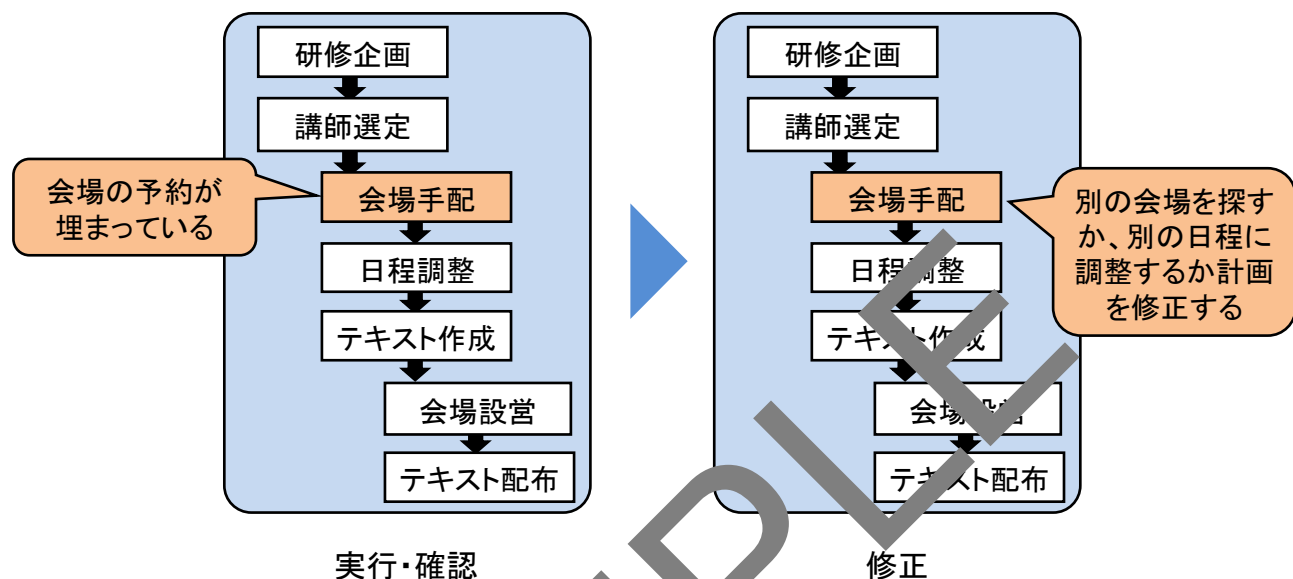 研修企画
講師選定
会場の予約が
埋まっている
会場手配
日程調整
テキスト作成
会場設営
テキスト配布
実行・確認
研修企画
講師選定
会場手配
別の会場を探す
か、別の日程に
調整するか計画
を修正する
日程調整
テキスト作成
会場設営
テキスト配布
修正
PLE